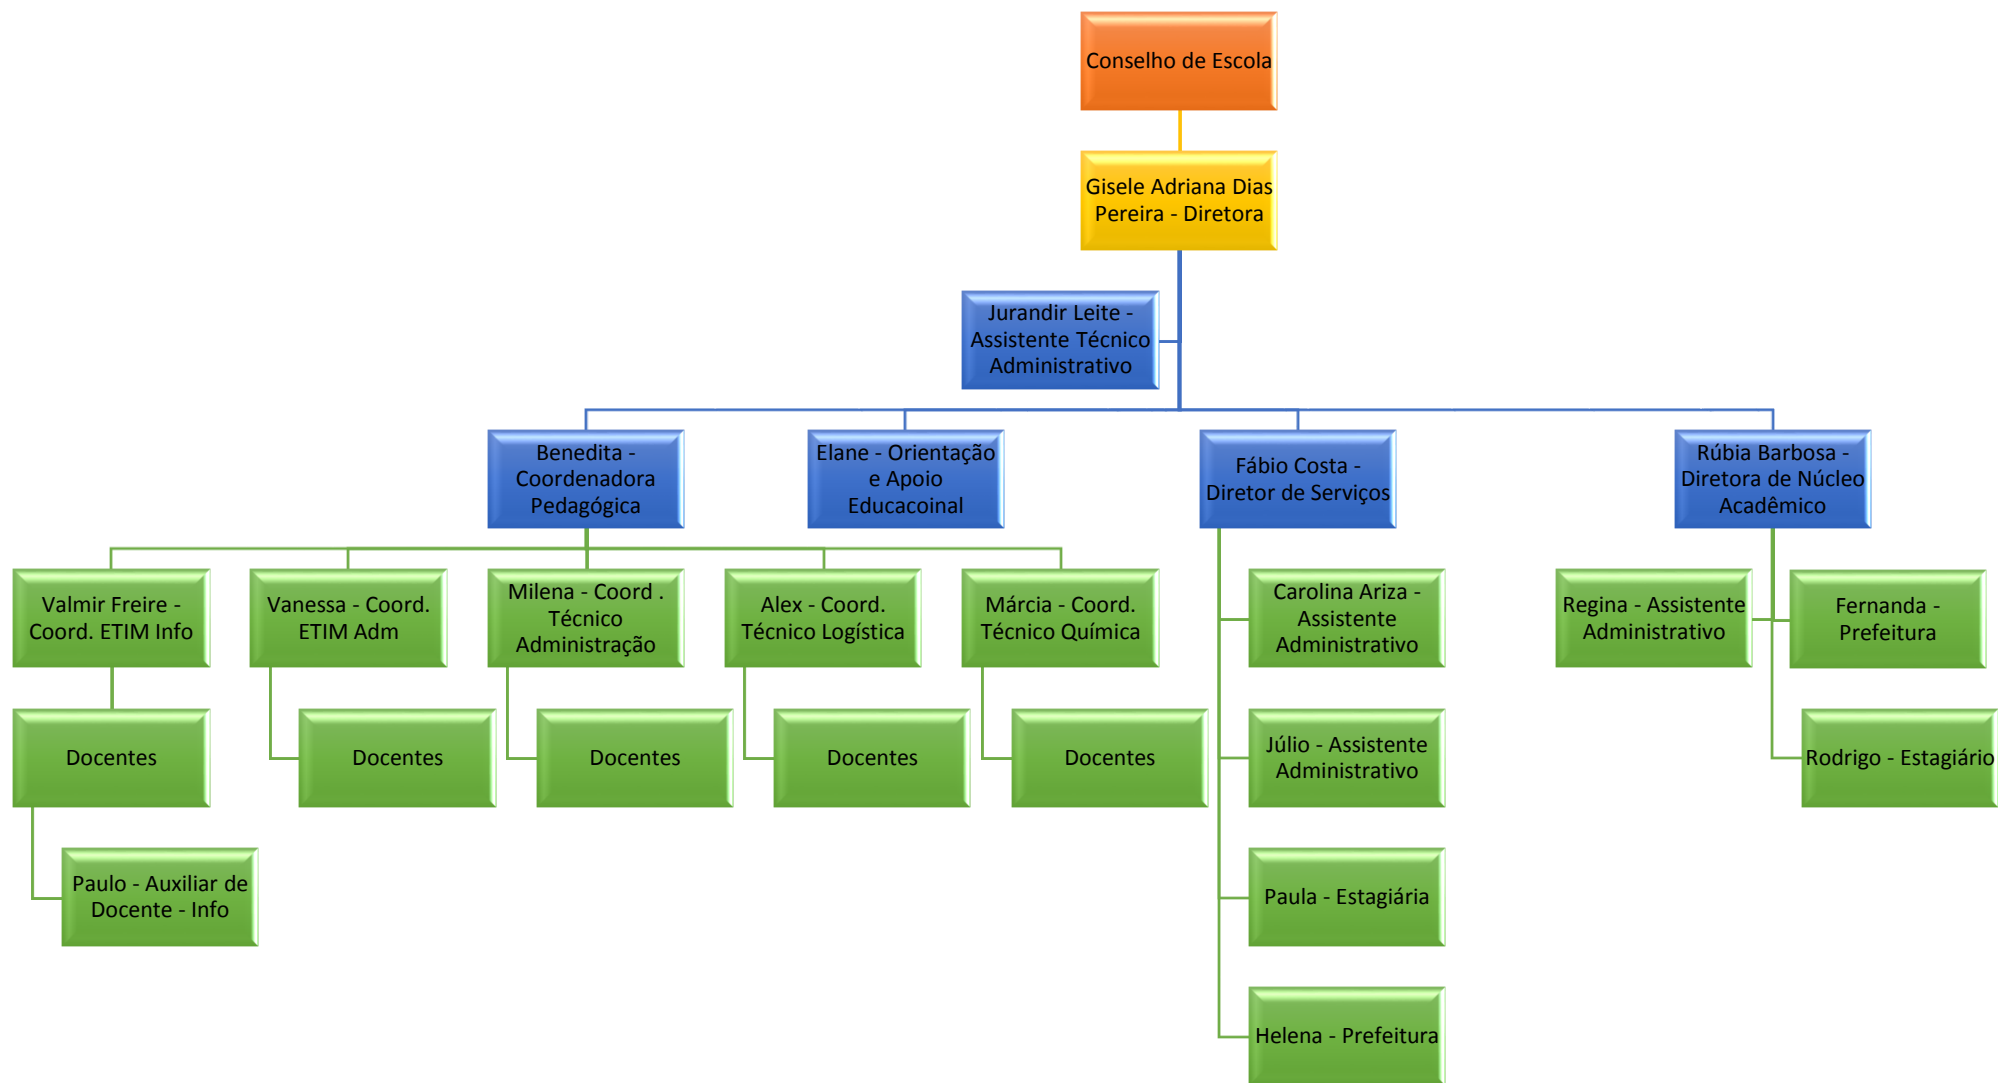 Conselho de Escola
Gisele Adriana Dias
Pereira - Diretora
Jurandir Leite -
Assistente Técnico
Administrativo
Benedita -
Coordenadora
Pedagógica
Elane - Orientação
e Apoio
Educacoinal
Fábio Costa -
Diretor de Serviços
Rúbia Barbosa -
Diretora de Núcleo
Acadêmico
Valmir Freire -
Coord. ETIM Info
Vanessa - Coord.
ETIM Adm
Milena - Coord .
Técnico
Administração
Alex - Coord.
Técnico Logística
Márcia - Coord.
Técnico Química
Carolina Ariza -
Assistente
Administrativo
Regina - Assistente
Administrativo
Fernanda -
Prefeitura
Docentes
Docentes
Docentes
Docentes
Docentes
Júlio - Assistente
Administrativo
Rodrigo - Estagiário
Paulo - Auxiliar de
Docente - Info
Paula - Estagiária
Helena - Prefeitura